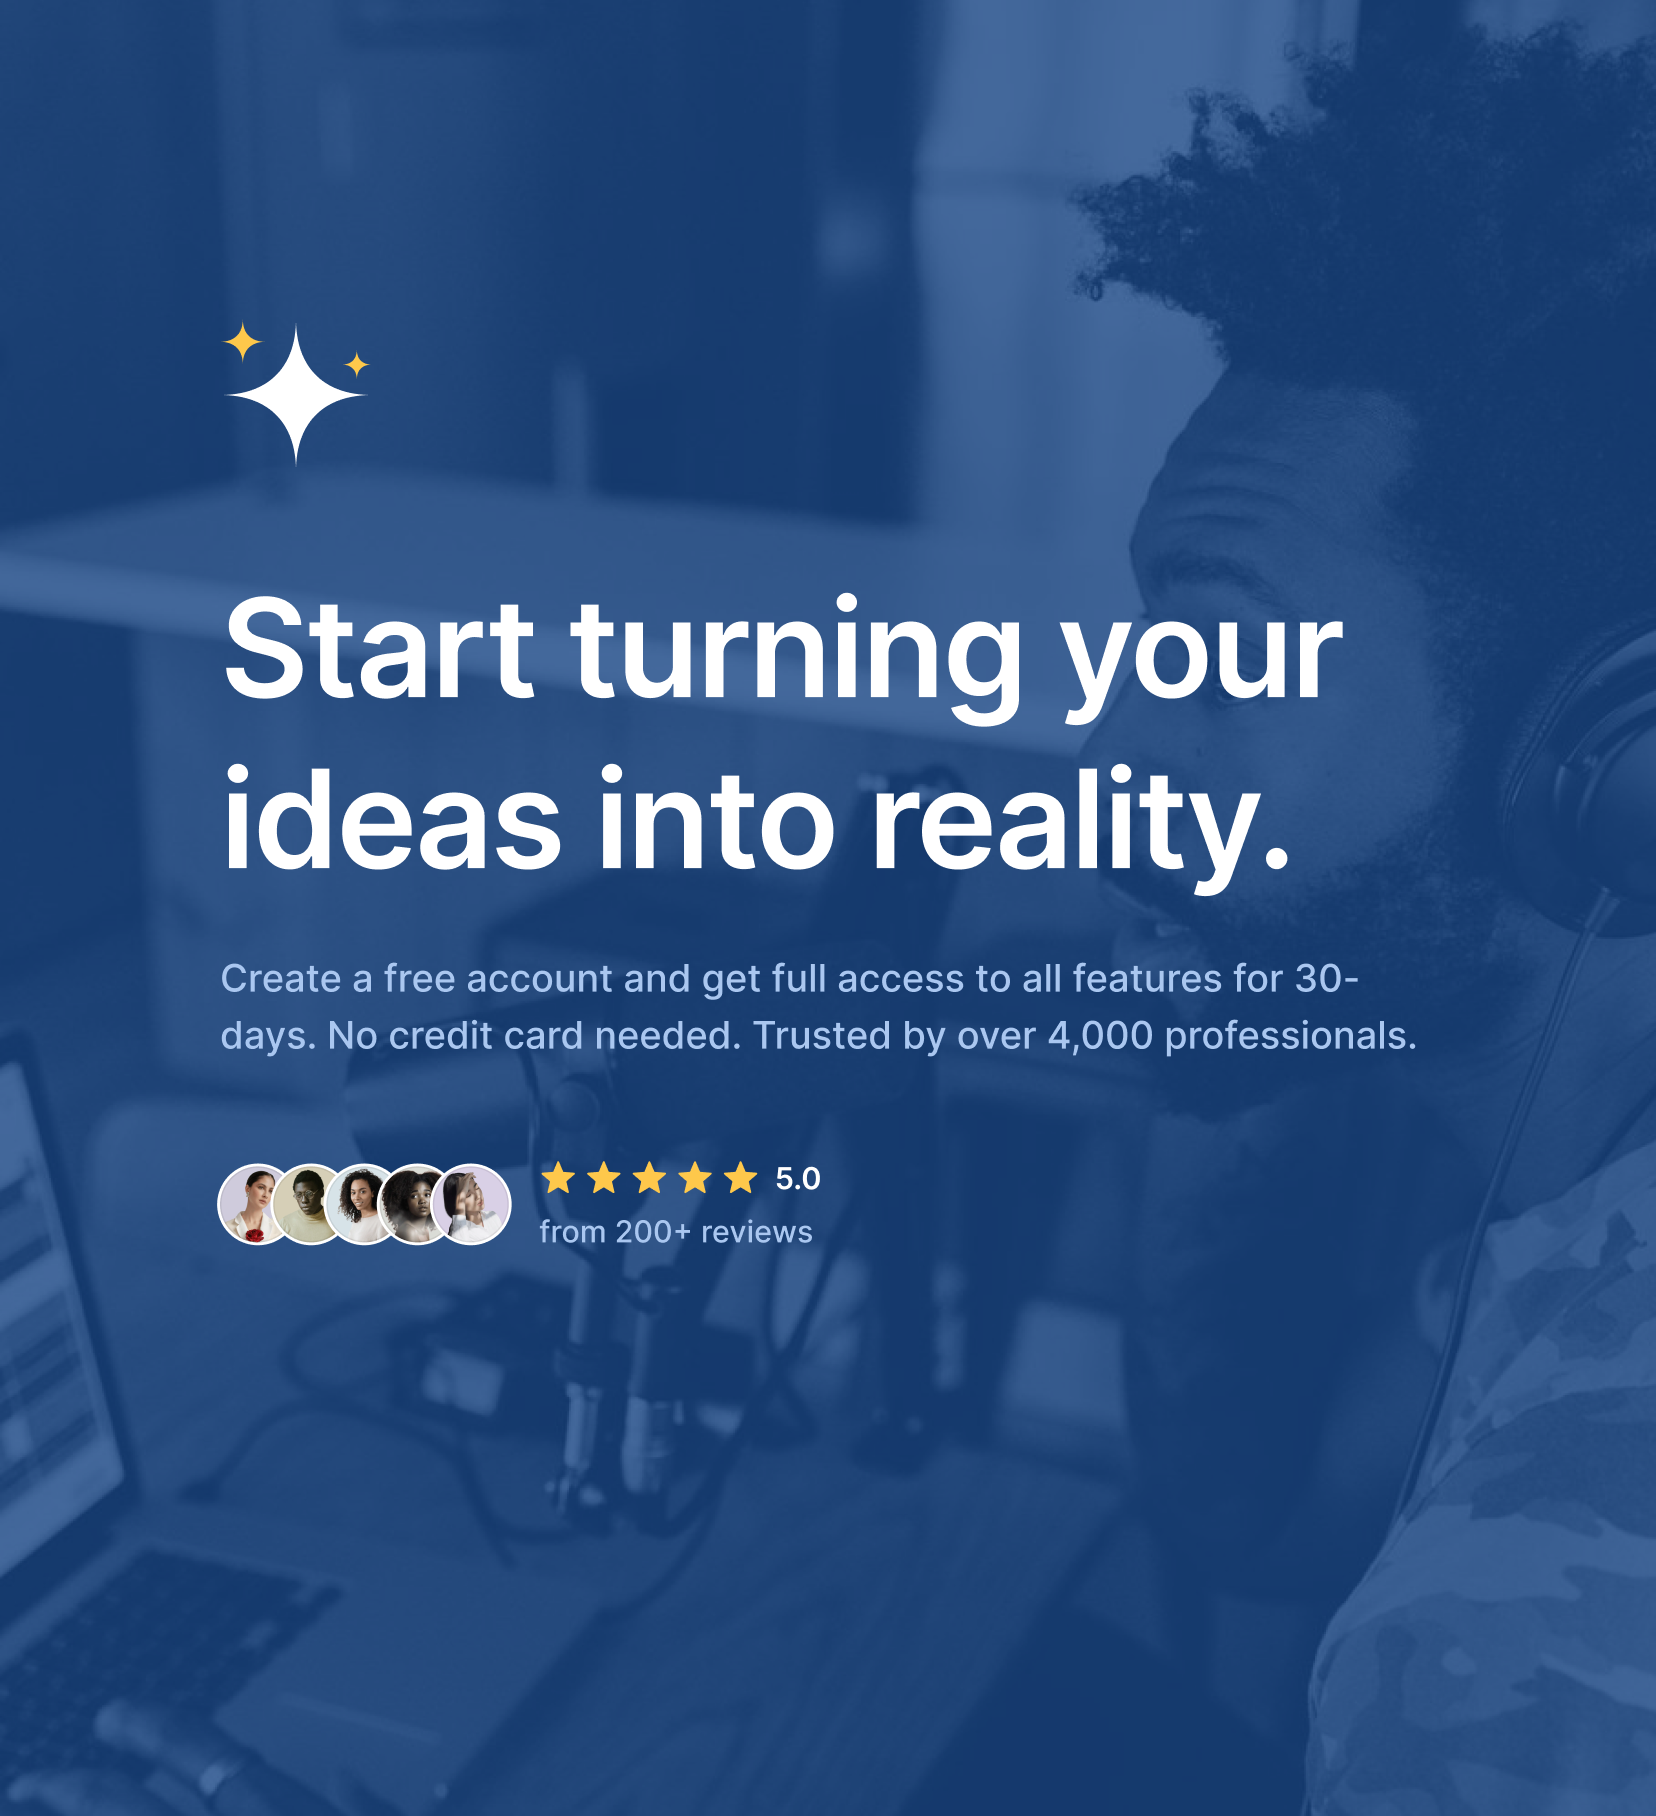 Start turning your
ideas into reality.
Create a free account and get full access to all features for 30-
days. No credit card needed. Trusted by over 4,000 professionals.
5.0
from 200+ reviews